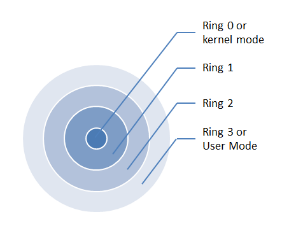 Ring 0 or
kernel mode
Ring 1
Ring 2
Ring 3 or
User Mode